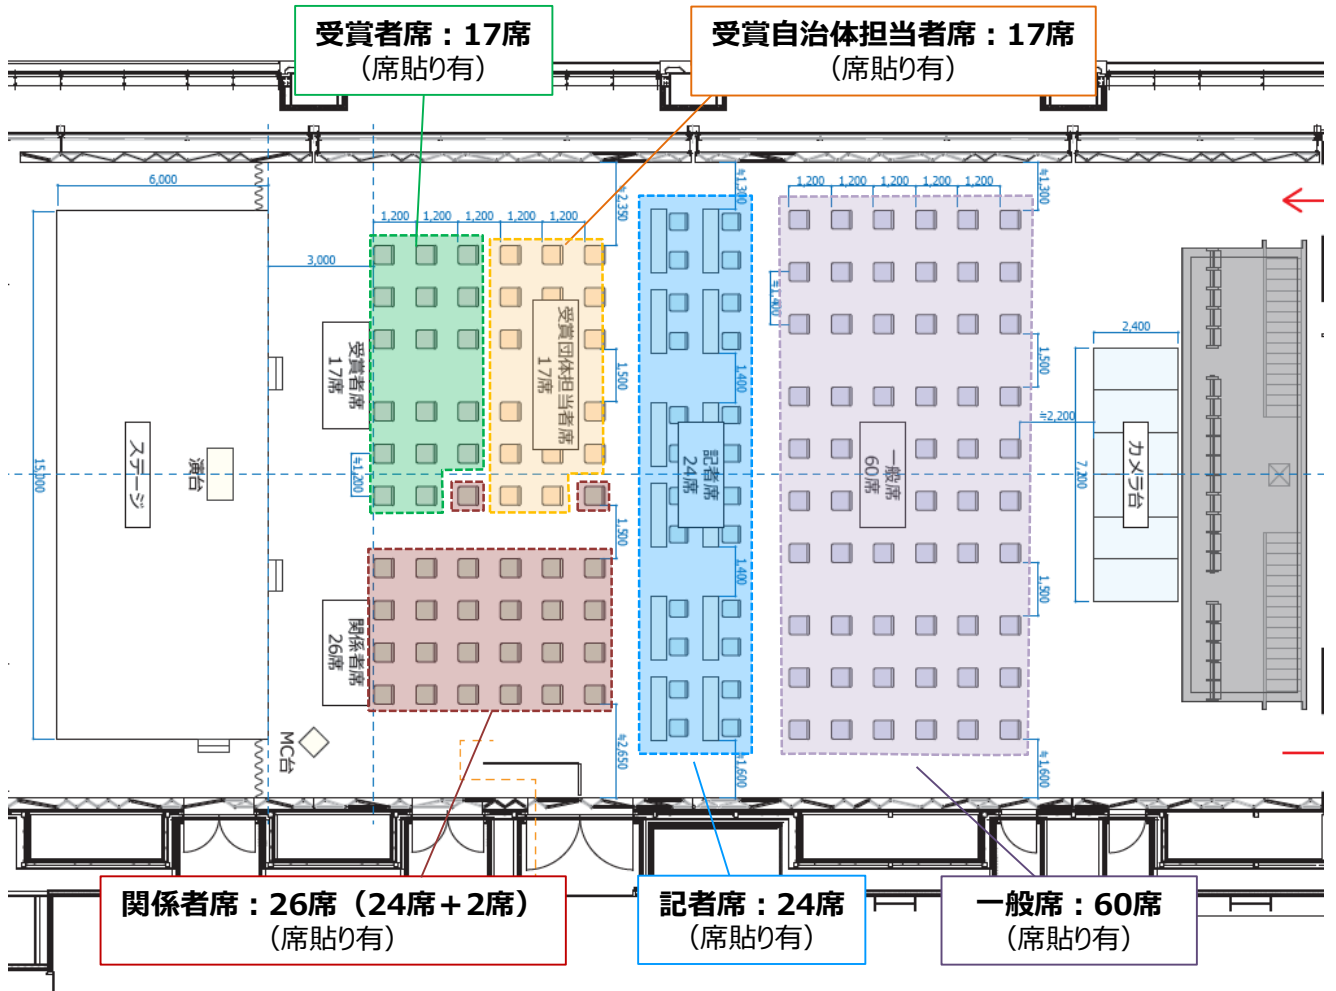 受賞者席：17席
（席貼り有）
受賞自治体担当者席：17席
（席貼り有）
6,000
≒2,350
≒1,300
1,200
1,200
1,200
1,200
1,200
1,200
1,200
1,200
1,200
1,200
≒1,300
3,000
≒1,400
受賞者席
17席
受賞団体担当者席
17席
1,500
1,400
1,500
2,400
≒2,200
15,000
ステージ
演台
≒1,200
記者席
24席
一般席
60席
7,200
カメラ台
1,500
1,400
1,500
関係者席
26席
MC台
≒2,650
≒1,600
≒1,600
関係者席：26席（24席＋2席）
（席貼り有）
記者席：24席
（席貼り有）
一般席：60席
（席貼り有）